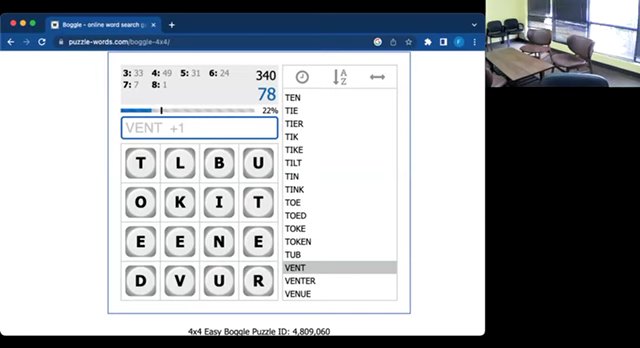 Boggle - online word search g
puzzle-words.com/boggle-4x4/
3: 33 4: 49 5: 31 6: 24 340
7: 7 8: 1 78
22%
VENT +1
T L B U
O K I T
E E N E
D V U R
A
Z
TEN
TIE
TIER
TIK
TIKE
TILT
TIN
TINK
TOE
TOED
TOKE
TOKEN
TUB
VENT
VENTER
VENUE
4x4 Easy Boggle Puzzle ID: 4,809,060